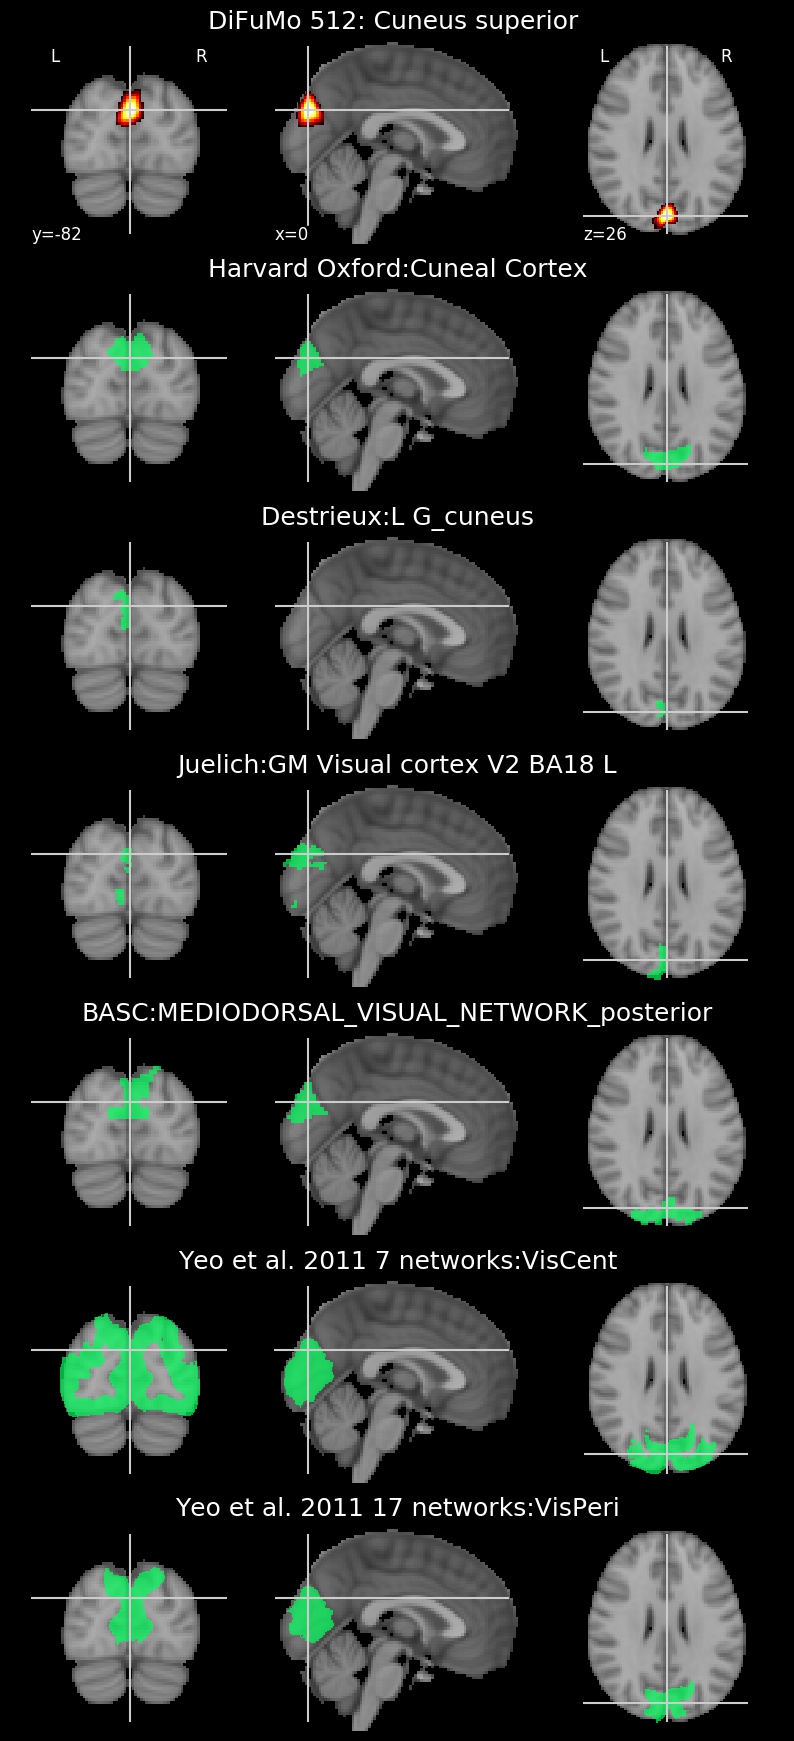 DiFuMo 512: Cuneus superior
L R L R
y=-82 x=0 z=26
Harvard Oxford:Cuneal Cortex
Destrieux:L G_cuneus
Juelich:GM Visual cortex V2 BA18 L
BASC:MEDIODORSAL_VISUAL_NETWORK_posterior
Yeo et al. 2011 7 networks:VisCent
Yeo et al. 2011 17 networks:VisPeri